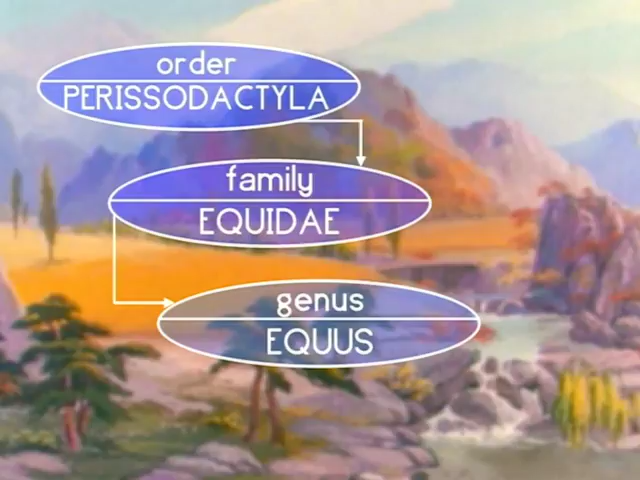 order
PERISSODACTYLA
family
EQUIDAE
genus
EQUUS